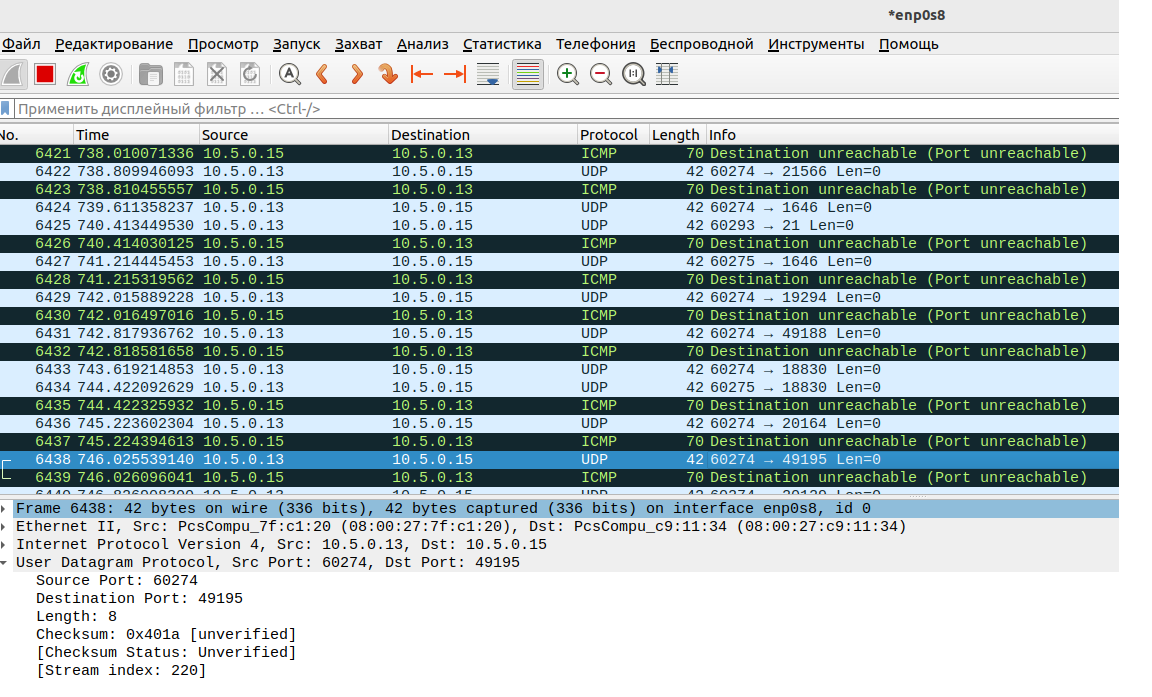 *enp0s8
Файл Редактирование Просмотр Запуск Захват Анализ Статистика Телефония Беспроводной Инструменты Помощь
Применить дисплейный фильтр … <Ctrl-/>
No. Time Source Destination Protocol Length Info
6421 738.010071336 10.5.0.15 10.5.0.13 ICMP 70 Destination unreachable (Port unreachable)
6422 738.809946093 10.5.0.13 10.5.0.15 UDP 42 60274 → 21566 Len=0
6423 738.810455557 10.5.0.15 10.5.0.13 ICMP 70 Destination unreachable (Port unreachable)
6424 739.611358237 10.5.0.13 10.5.0.15 UDP 42 60274 → 1646 Len=0
6425 740.413449530 10.5.0.13 10.5.0.15 UDP 42 60293 → 21 Len=0
6426 740.414030125 10.5.0.15 10.5.0.13 ICMP 70 Destination unreachable (Port unreachable)
6427 741.214445453 10.5.0.13 10.5.0.15 UDP 42 60275 → 1646 Len=0
6428 741.215319562 10.5.0.15 10.5.0.13 ICMP 70 Destination unreachable (Port unreachable)
6429 742.015889228 10.5.0.13 10.5.0.15 UDP 42 60274 → 19294 Len=0
6430 742.016497016 10.5.0.15 10.5.0.13 ICMP 70 Destination unreachable (Port unreachable)
6431 742.817936762 10.5.0.13 10.5.0.15 UDP 42 60274 → 49188 Len=0
6432 742.818581658 10.5.0.15 10.5.0.13 ICMP 70 Destination unreachable (Port unreachable)
6433 743.619214853 10.5.0.13 10.5.0.15 UDP 42 60274 → 18830 Len=0
6434 744.422092629 10.5.0.13 10.5.0.15 UDP 42 60275 → 18830 Len=0
6435 744.422325932 10.5.0.15 10.5.0.13 ICMP 70 Destination unreachable (Port unreachable)
6436 745.223602304 10.5.0.13 10.5.0.15 UDP 42 60274 → 20164 Len=0
6437 745.224394613 10.5.0.15 10.5.0.13 ICMP 70 Destination unreachable (Port unreachable)
6438 746.025539140 10.5.0.13 10.5.0.15 UDP 42 60274 → 49195 Len=0
6439 746.026096041 10.5.0.15 10.5.0.13 ICMP 70 Destination unreachable (Port unreachable)
Frame 6438: 42 bytes on wire (336 bits), 42 bytes captured (336 bits) on interface enp0s8, id 0
Ethernet II, Src: PcsCompu_7f:c1:20 (08:00:27:7f:c1:20), Dst: PcsCompu_c9:11:34 (08:00:27:c9:11:34)
Internet Protocol Version 4, Src: 10.5.0.13, Dst: 10.5.0.15
User Datagram Protocol, Src Port: 60274, Dst Port: 49195
Source Port: 60274
Destination Port: 49195
Length: 8
Checksum: 0x401a [unverified]
[Checksum Status: Unverified]
[Stream index: 220]